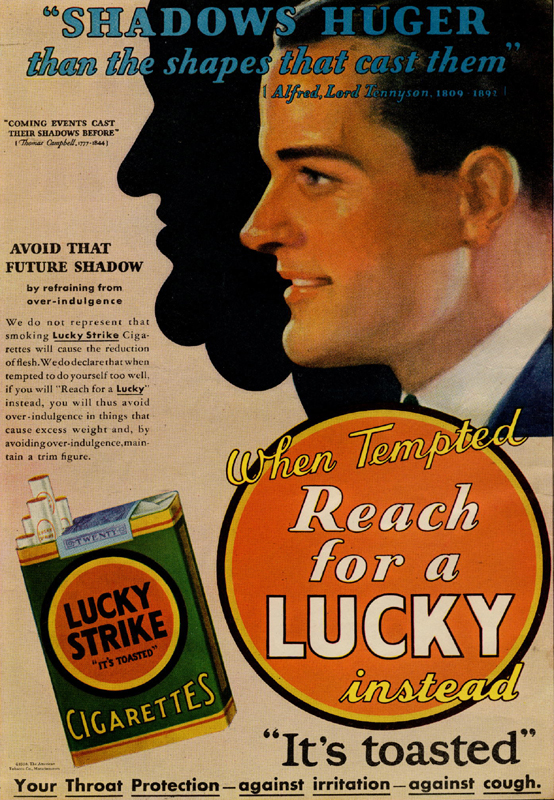 “SHADOWS HUGER
than the shapes that cast them”
[Alfred, Lord Tennyson, 1809 - 1892]
“COMING EVENTS CAST
THEIR SHADOWS BEFORE”
[Thomas Campbell, 1777-1844]
AVOID THAT
FUTURE SHADOW
by refraining from
over-indulgence
We do not represent that
smoking Lucky Strike Ciga-
rettes will cause the reduction
of flesh. We do declare that when
tempted to do yourself too well,
if you will "Reach for a Lucky"
instead, you will thus avoid
over-indulgence in things that
cause excess weight and, by
avoiding over-indulgence, main-
tain a trim figure.
When Tempted
Reach
for a
LUCKY
instead
TWENTY
LUCKY
STRIKE
"IT'S TOASTED"
CIGARETTES
“It's toasted”
The American
Tobacco Co., Manufacturers
Your Throat Protection—against irritation—against cough.